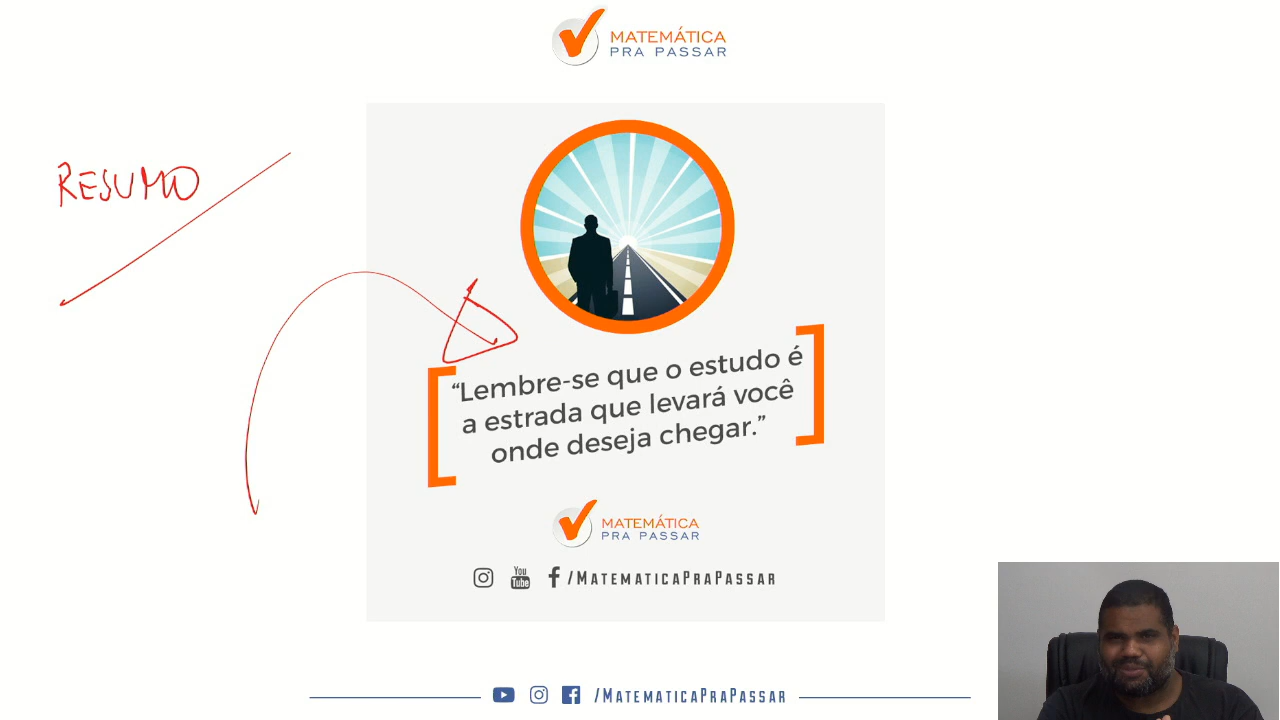 MATEMÁTICA
PRA PASSAR
RESUMO
“Lembre-se que o estudo é
a estrada que levará você
onde deseja chegar.”
MATEMÁTICA
PRA PASSAR
You
Tube
/MATEMATICAPRAPASSAR
/MATEMATICAPRAPASSAR